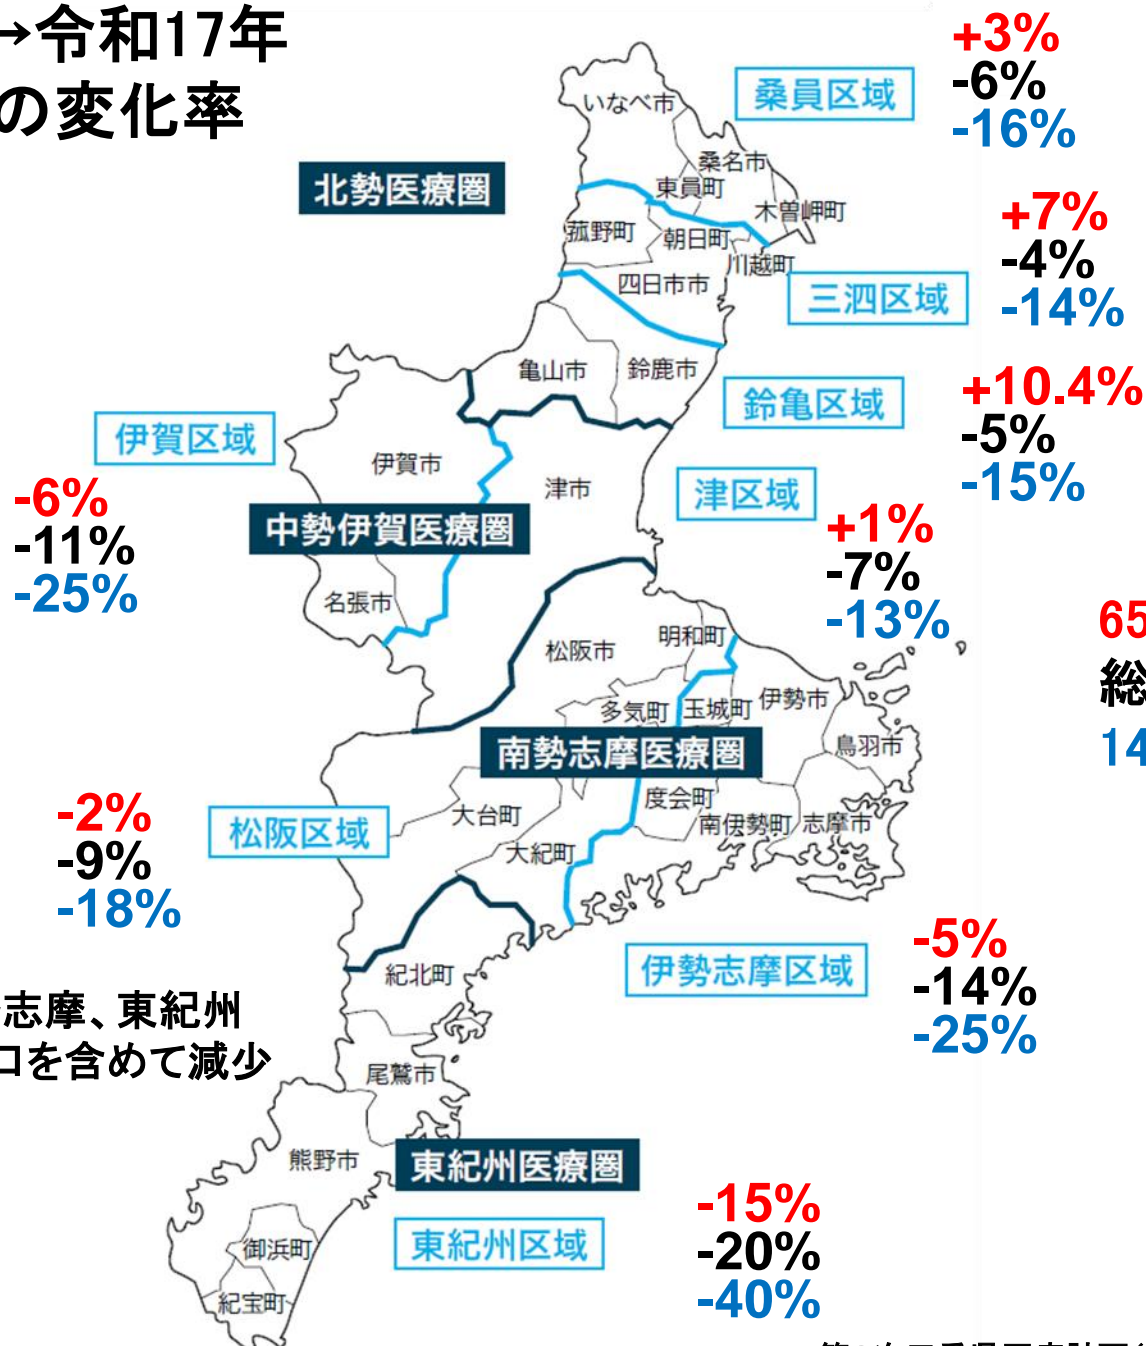 →令和17年
の変化率
+3%
-6%
-16%
桑員区域
いなべ市
桑名市
東員町
木曽岬町
北勢医療圏
菰野町
朝日町
川越町
四日市市
+7%
-4%
-14%
三泗区域
亀山市
鈴鹿市
鈴亀区域
+10.4%
-5%
-15%
伊賀区域
伊賀市
津市
津区域
-6%
-11%
-25%
中勢伊賀医療圏
+1%
-7%
-13%
名張市
松阪市
明和町
65
総
14
多気町
玉城町
伊勢市
鳥羽市
南勢志摩医療圏
大台町
度会町
南伊勢町
志摩市
大紀町
-2%
-9%
-18%
松阪区域
伊勢志摩区域
-5%
-14%
-25%
紀北町
志摩、東紀州
口を含めて減少
尾鷲市
熊野市
東紀州医療圏
東紀州区域
-15%
-20%
-40%
御浜町
紀宝町